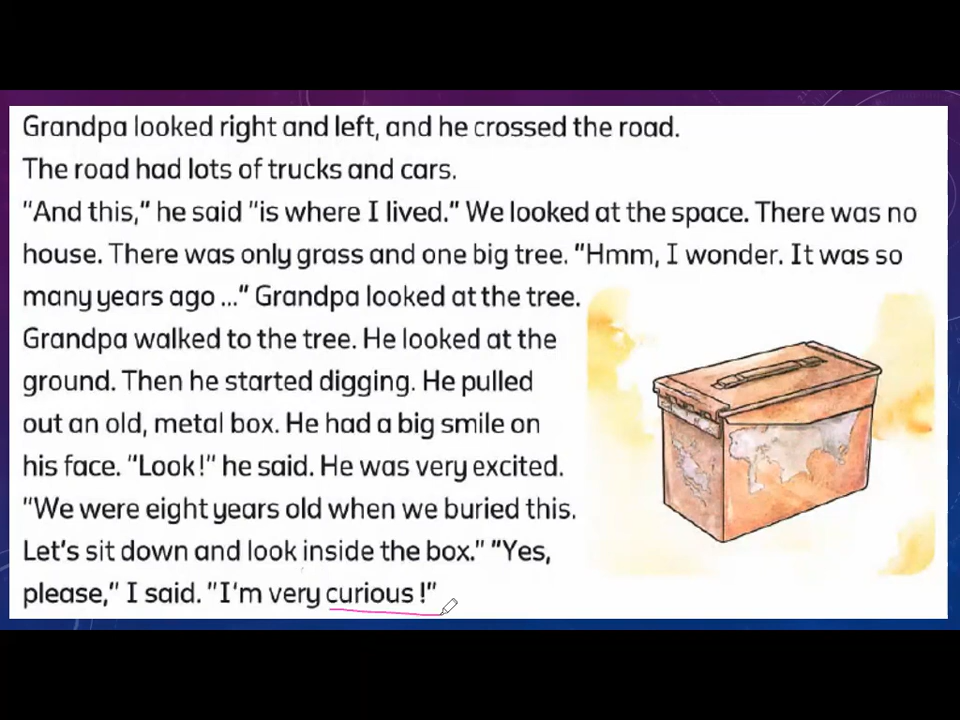 Grandpa looked right and left, and he crossed the road.
The road had lots of trucks and cars.
"And this," he said "is where I lived." We looked at the space. There was no
house. There was only grass and one big tree. "Hmm, I wonder. It was so
many years ago ..." Grandpa looked at the tree.
Grandpa walked to the tree. He looked at the
ground. Then he started digging. He pulled
out an old, metal box. He had a big smile on
his face. "Look!" he said. He was very excited.
"We were eight years old when we buried this.
Let's sit down and look inside the box." "Yes,
please," I said. "I'm very curious!"